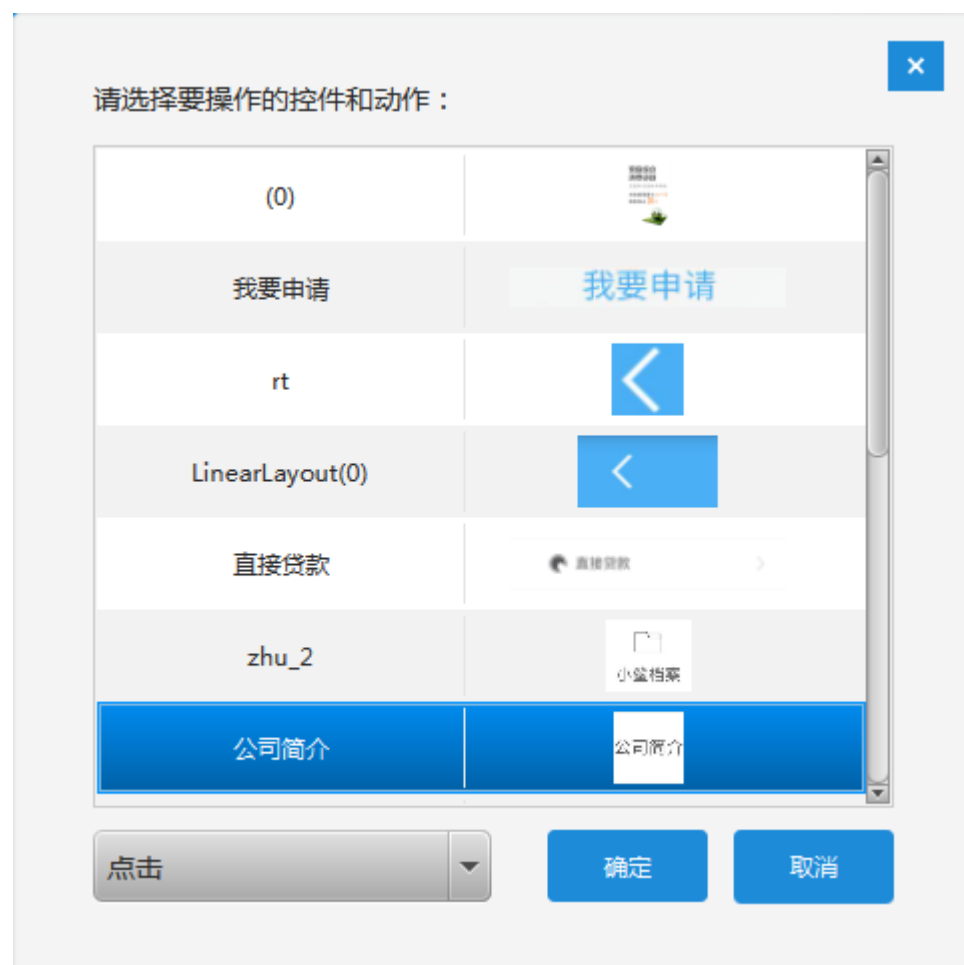 请选择要操作的控件和动作：
(0)
我要申请 我要申请
rt
LinearLayout(0)
直接贷款 直接贷款
zhu_2
小篮档案
公司简介 公司简介
点击 确定 取消